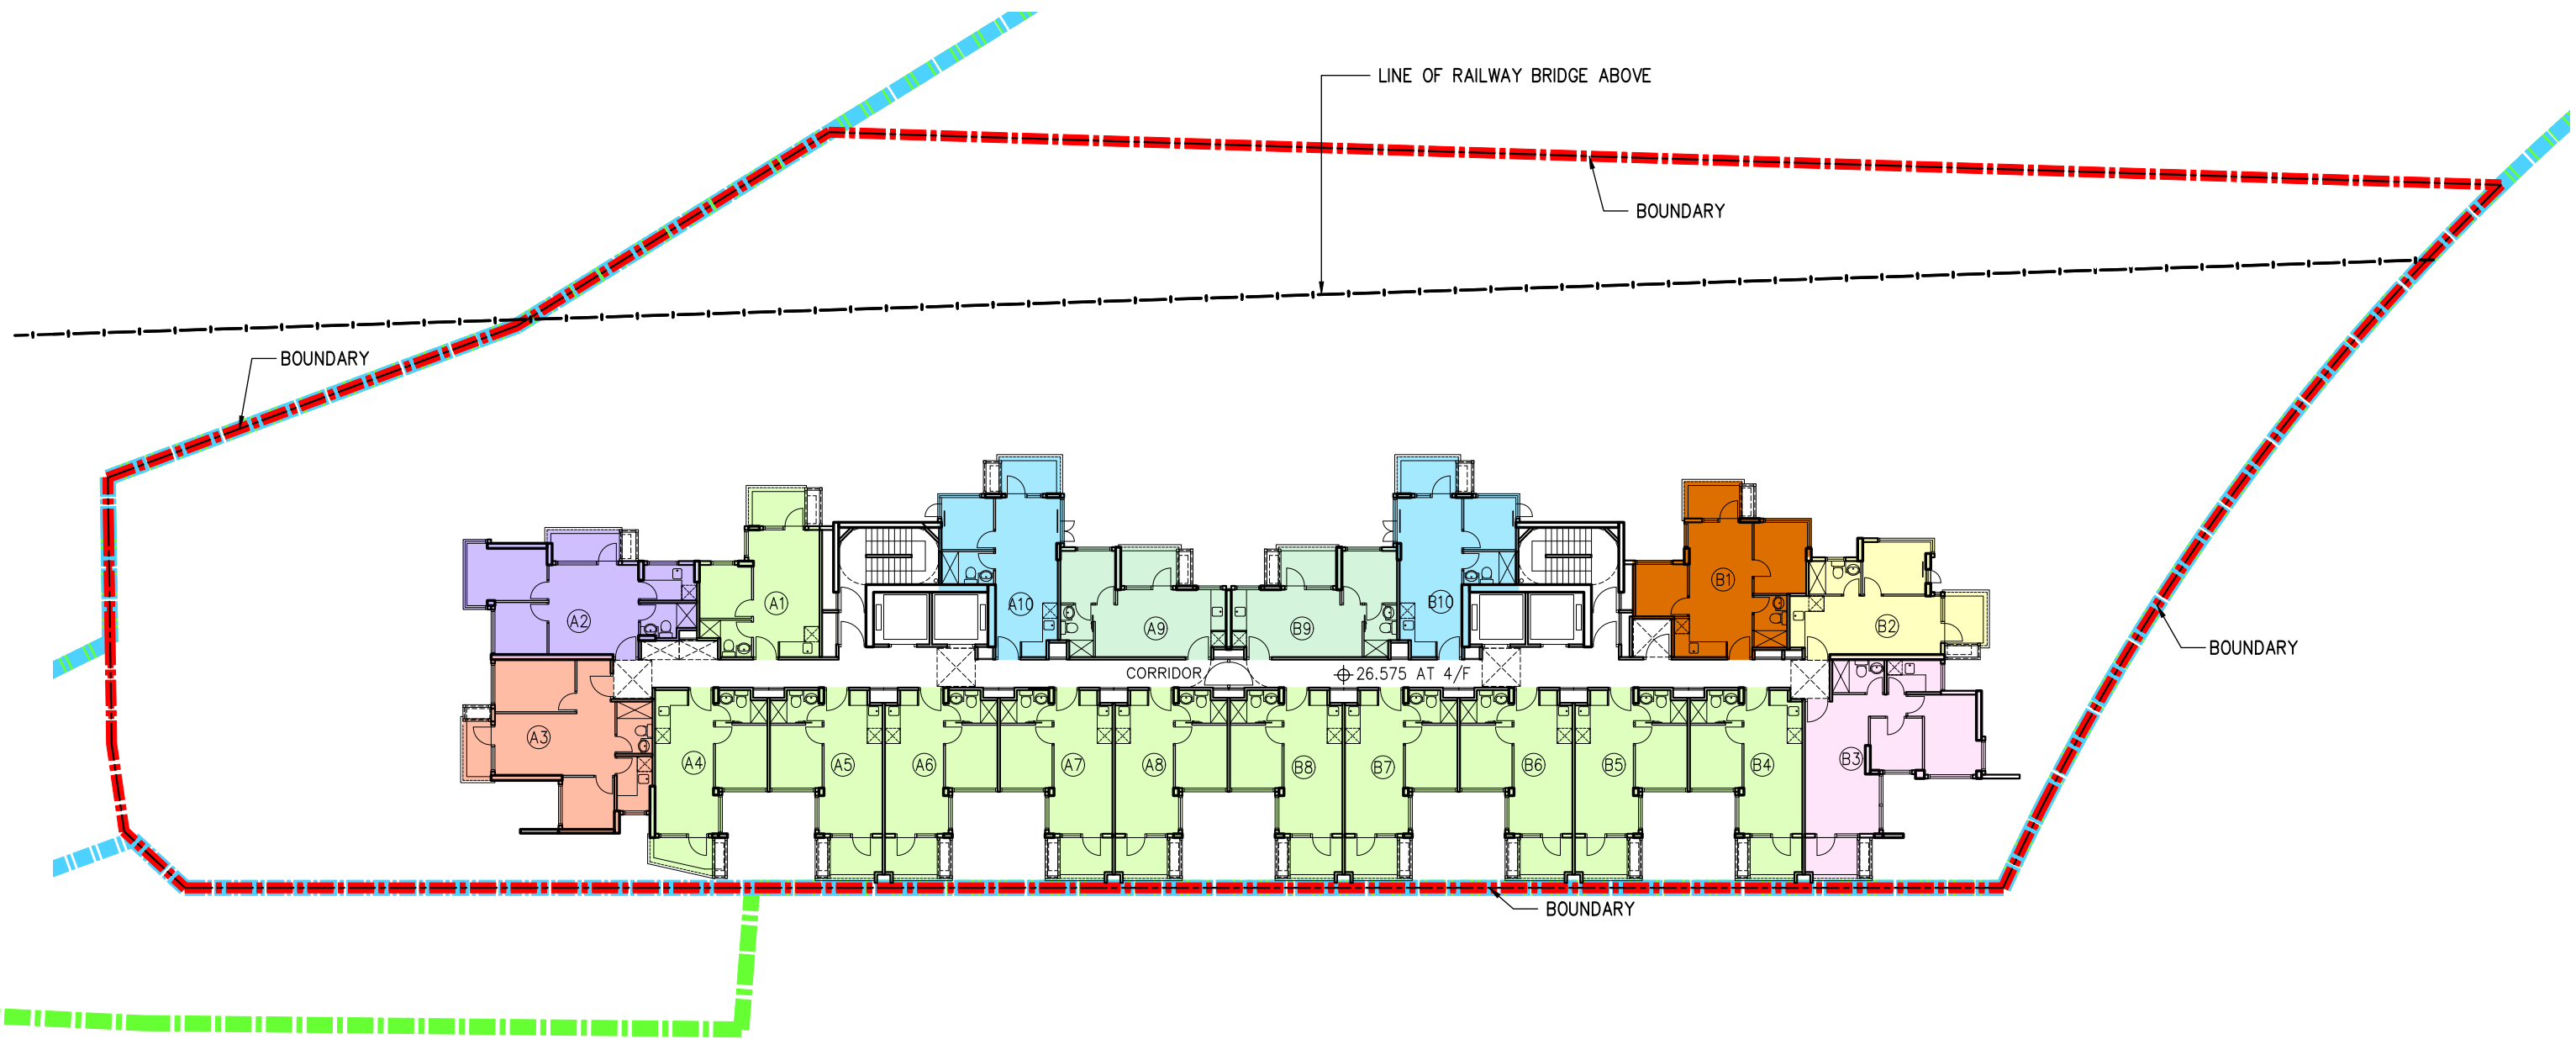 LINE OF RAILWAY BRIDGE ABOVE
BOUNDARY
BOUNDARY
A10
B10
B1
A1
A2
A9
B9
B2
BOUNDARY
CORRIDOR
26.575 AT 4/F
A3
A4
A5
A6
A7
A8
B8
B7
B6
B5
B4
B3
BOUNDARY